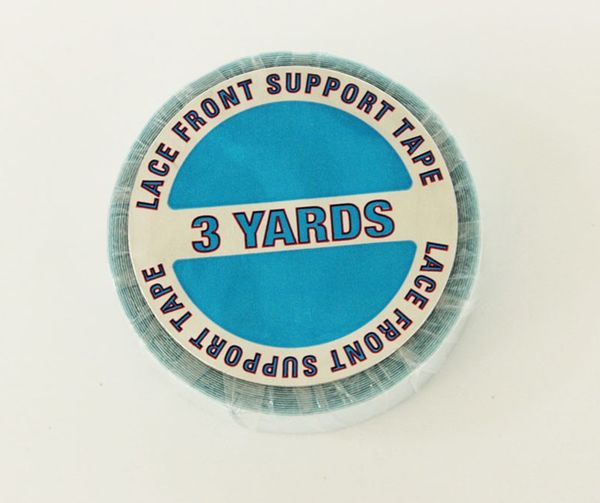 LACE FRONT SUPPORT TAPE
3 YARDS
LACE FRONT SUPPORT TAPE